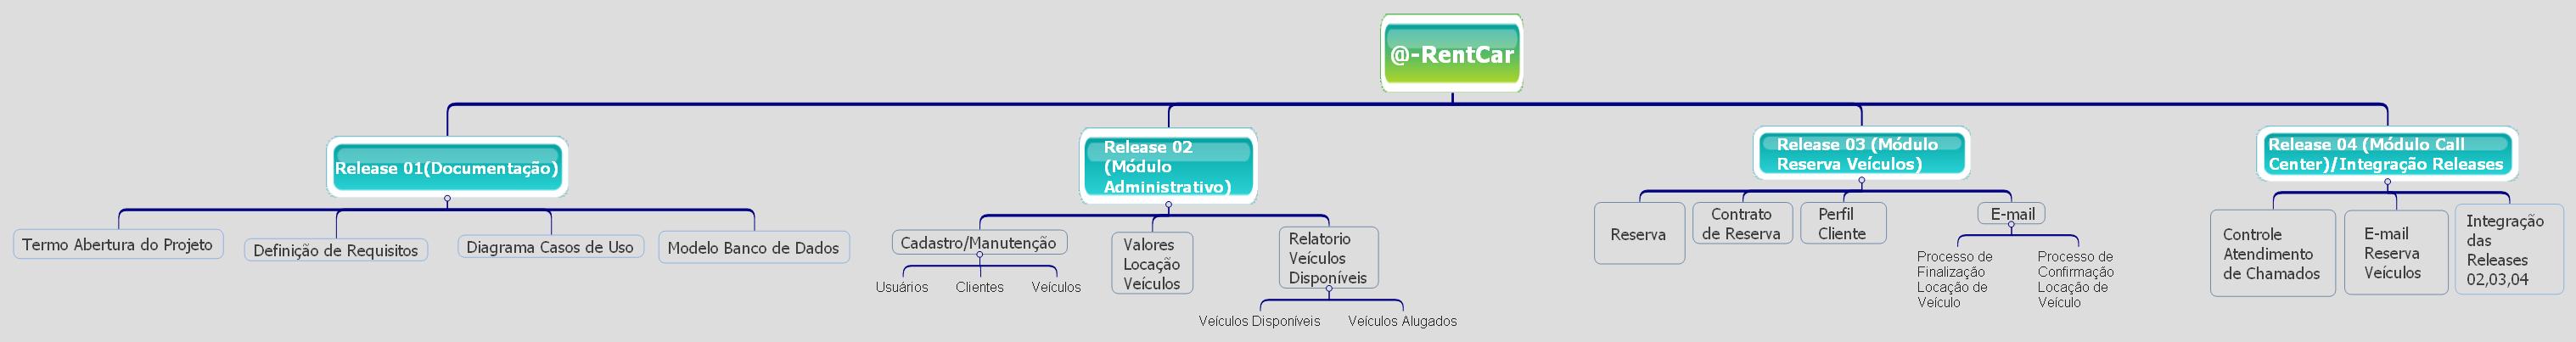 @-RentCar
Release 01(Documentação)
Termo Abertura do Projeto
Definição de Requisitos
Diagrama Casos de Uso
Modelo Banco de Dados
Release 02
(Módulo
Administrativo)
Cadastro/Manutenção
Usuários
Clientes
Veículos
Valores
Locação
Veículos
Relatorio
Veículos
Disponíveis
Veículos Disponíveis
Veículos Alugados
Release 03 (Módulo
Reserva Veículos)
Reserva
Contrato
de Reserva
Perfil
Cliente
E-mail
Processo de
Finalização
Locação de
Veículo
Processo de
Confirmação
Locação de
Veículo
Release 04 (Módulo Call
Center)/Integração Releases
Controle
Atendimento
de Chamados
E-mail
Reserva
Veículos
Integração
das
Releases
02,03,04